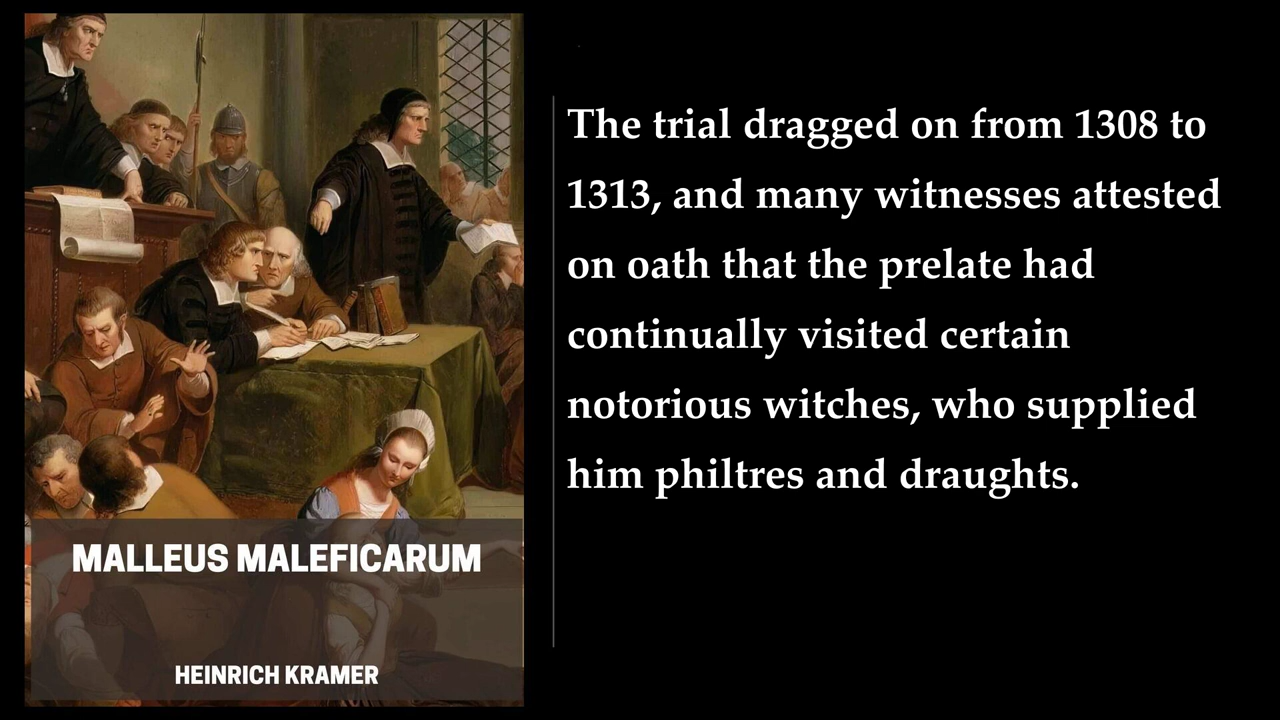 MALLEUS MALEFICARUM
HEINRICH KRAMER
The trial dragged on from 1308 to
1313, and many witnesses attested
on oath that the prelate had
continually visited certain
notorious witches, who supplied
him philtres and draughts.